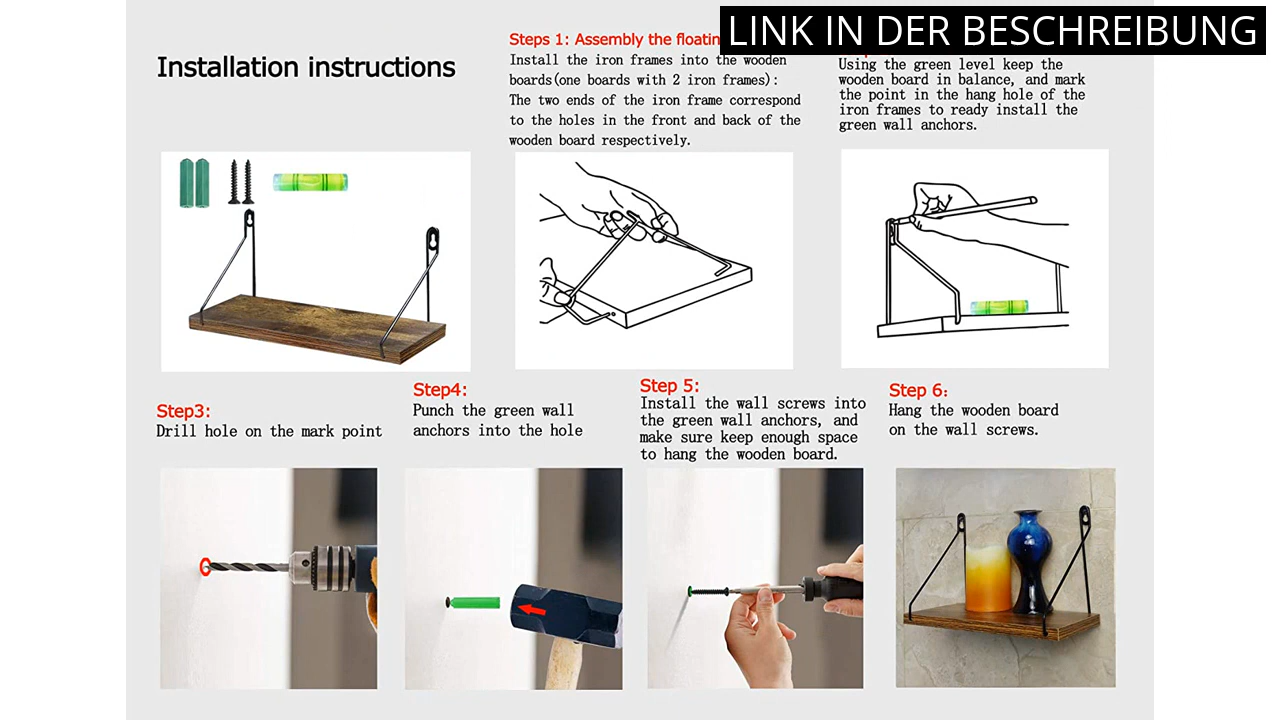 LINK IN DER BESCHREIBUNG
Installation instructions
Steps 1: Assembly the
Install the iron frames into the wooden
boards(one boards with 2 iron frames):
The two ends of the iron frame correspond
to the holes in the front and back of the
wooden board respectively.
Using the green level keep the
wooden board in balance, and mark
the point in the hang hole of the
iron frames to ready install the
green wall anchors.
Step3:
Drill hole on the mark point
Step4:
Punch the green wall
anchors into the hole
Step 5:
Install the wall screws into
the green wall anchors, and
make sure keep enough space
to hang the wooden board.
Step 6:
Hang the wooden board
on the wall screws.